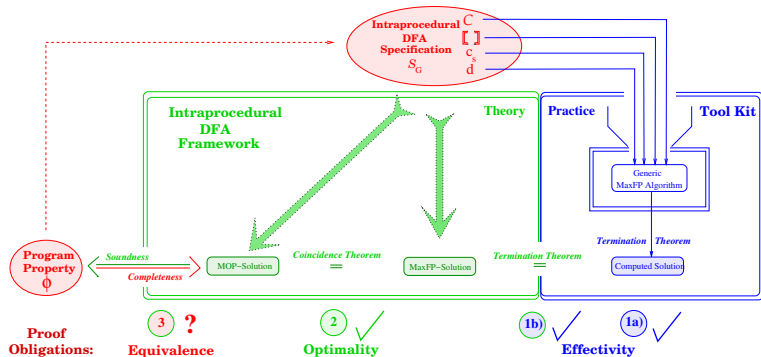 Intraprocedural
DFA
Specification
S_G
C
⟦ ⟧
c_s
d
Intraprocedural
DFA
Framework
Theory
Practice
Tool Kit
Generic
MaxFP Algorithm
Termination Theorem
Program
Property
ϕ
Soundness
Completeness
MOP−Solution
Coincidence Theorem
=
MaxFP−Solution
Termination Theorem
=
Computed Solution
Proof
Obligations:
3 ?
Equivalence
2
Optimality
1b)
1a)
Effectivity